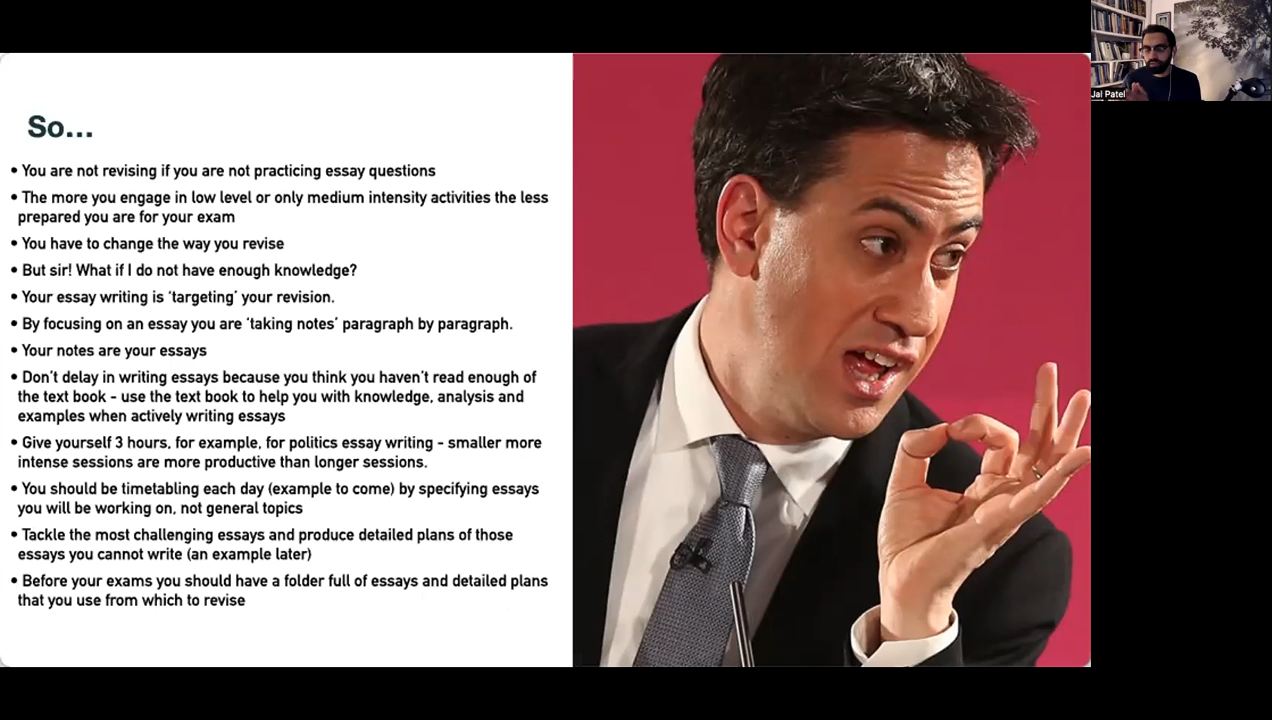 So...
• You are not revising if you are not practicing essay questions
• The more you engage in low level or only medium intensity activities the less
prepared you are for your exam
• You have to change the way you revise
• But sir! What if I do not have enough knowledge?
• Your essay writing is ‘targeting’ your revision.
• By focusing on an essay you are ‘taking notes’ paragraph by paragraph.
• Your notes are your essays
• Don’t delay in writing essays because you think you haven’t read enough of
the text book - use the text book to help you with knowledge, analysis and
examples when actively writing essays
• Give yourself 3 hours, for example, for politics essay writing - smaller more
intense sessions are more productive than longer sessions.
• You should be timetabling each day (example to come) by specifying essays
you will be working on, not general topics
• Tackle the most challenging essays and produce detailed plans of those
essays you cannot write (an example later)
• Before your exams you should have a folder full of essays and detailed plans
that you use from which to revise
Jal Patel